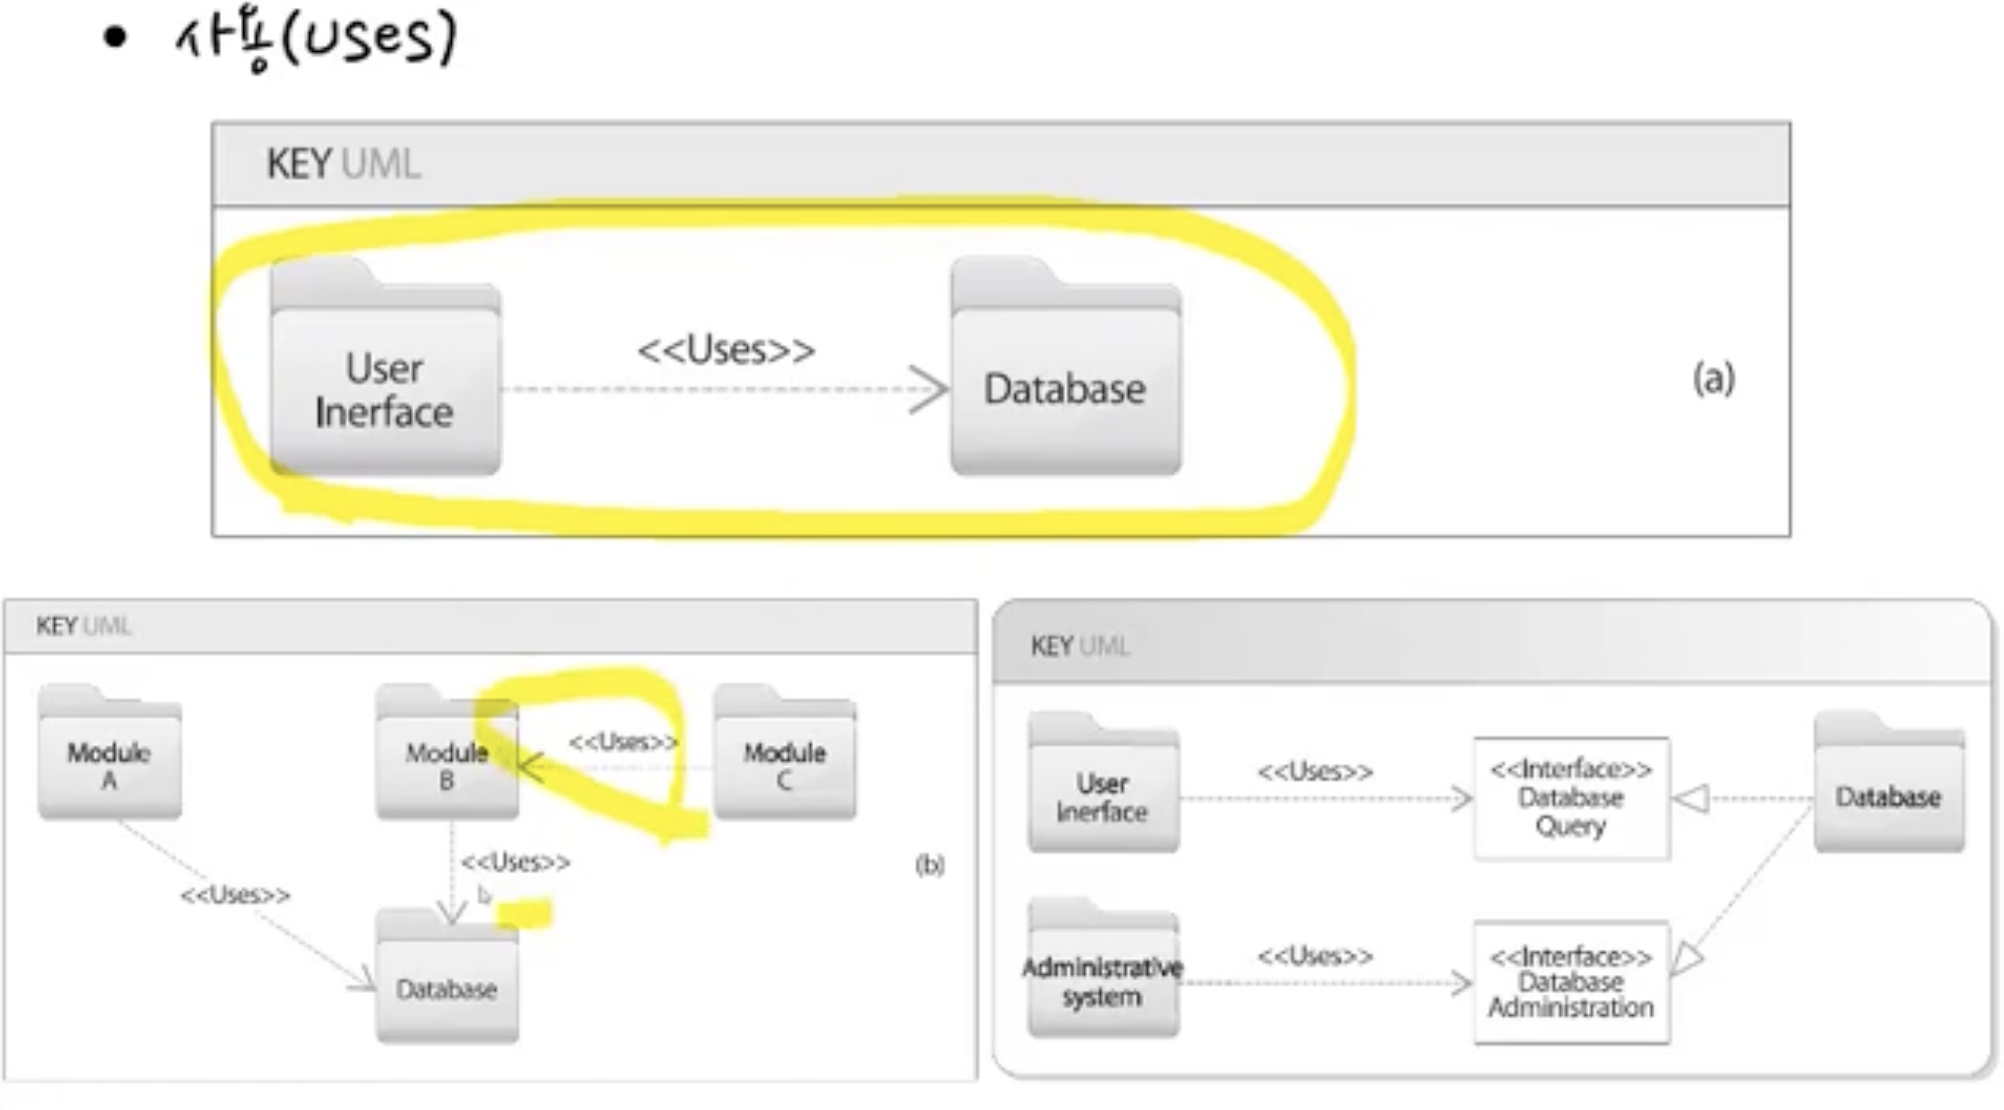 • 사용(uses)
KEY UML
User
Inerface
<<Uses>>
Database
(a)
KEY UML
Module
A
Module
B
<<Uses>>
Module
C
<<Uses>>
<<Uses>>
(b)
Database
KEY UML
User
Inerface
<<Uses>>
<<Interface>>
Database
Query
Database
Administrative
system
<<Uses>>
<<Interface>>
Database
Administration